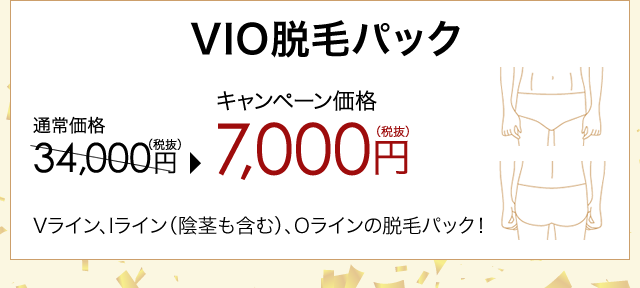 VIO脱毛パック
キャンペーン価格
通常価格
34,000円(税抜)
7,000円(税抜)
Vライン、Iライン(陰茎も含む)、Oラインの脱毛パック!